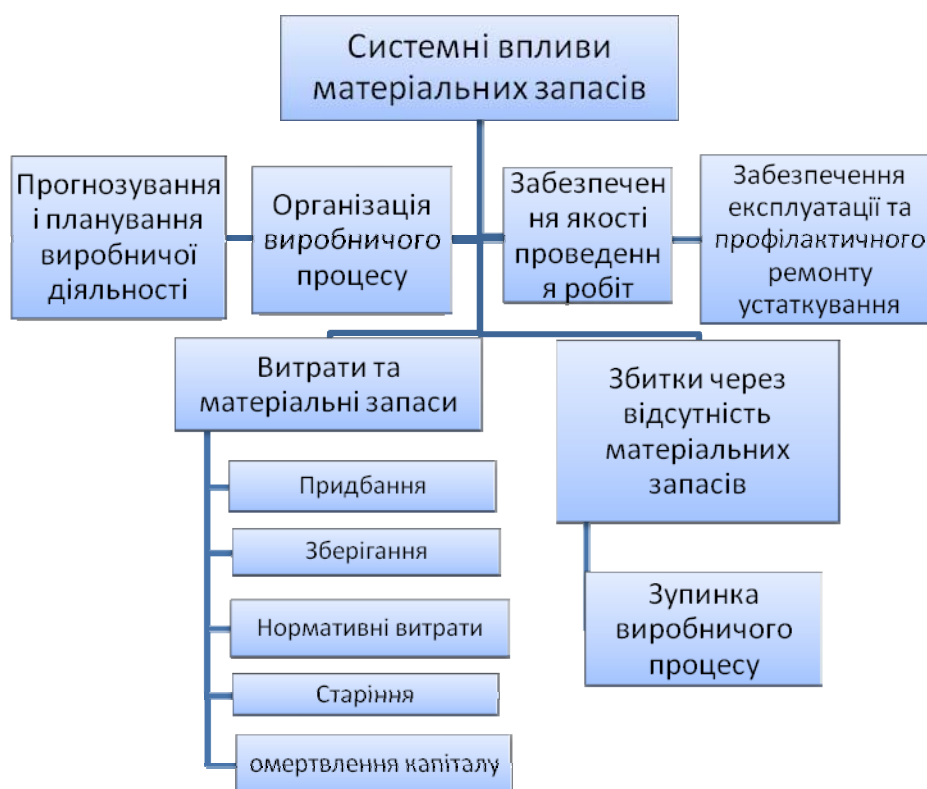 Системні впливи
матеріальних запасів
Прогнозування
і планування
виробничої
діяльності
Організація
виробничого
процесу
Забезпечен
ня якості
проведенн
я робіт
Забезпечення
експлуатації та
профілактичного
ремонту
устаткування
Витрати та
матеріальні запаси
Придбання
Зберігання
Нормативні витрати
Старіння
омертвлення капіталу
Збитки через
відсутність
матеріальних
запасів
Зупинка
виробничого
процесу